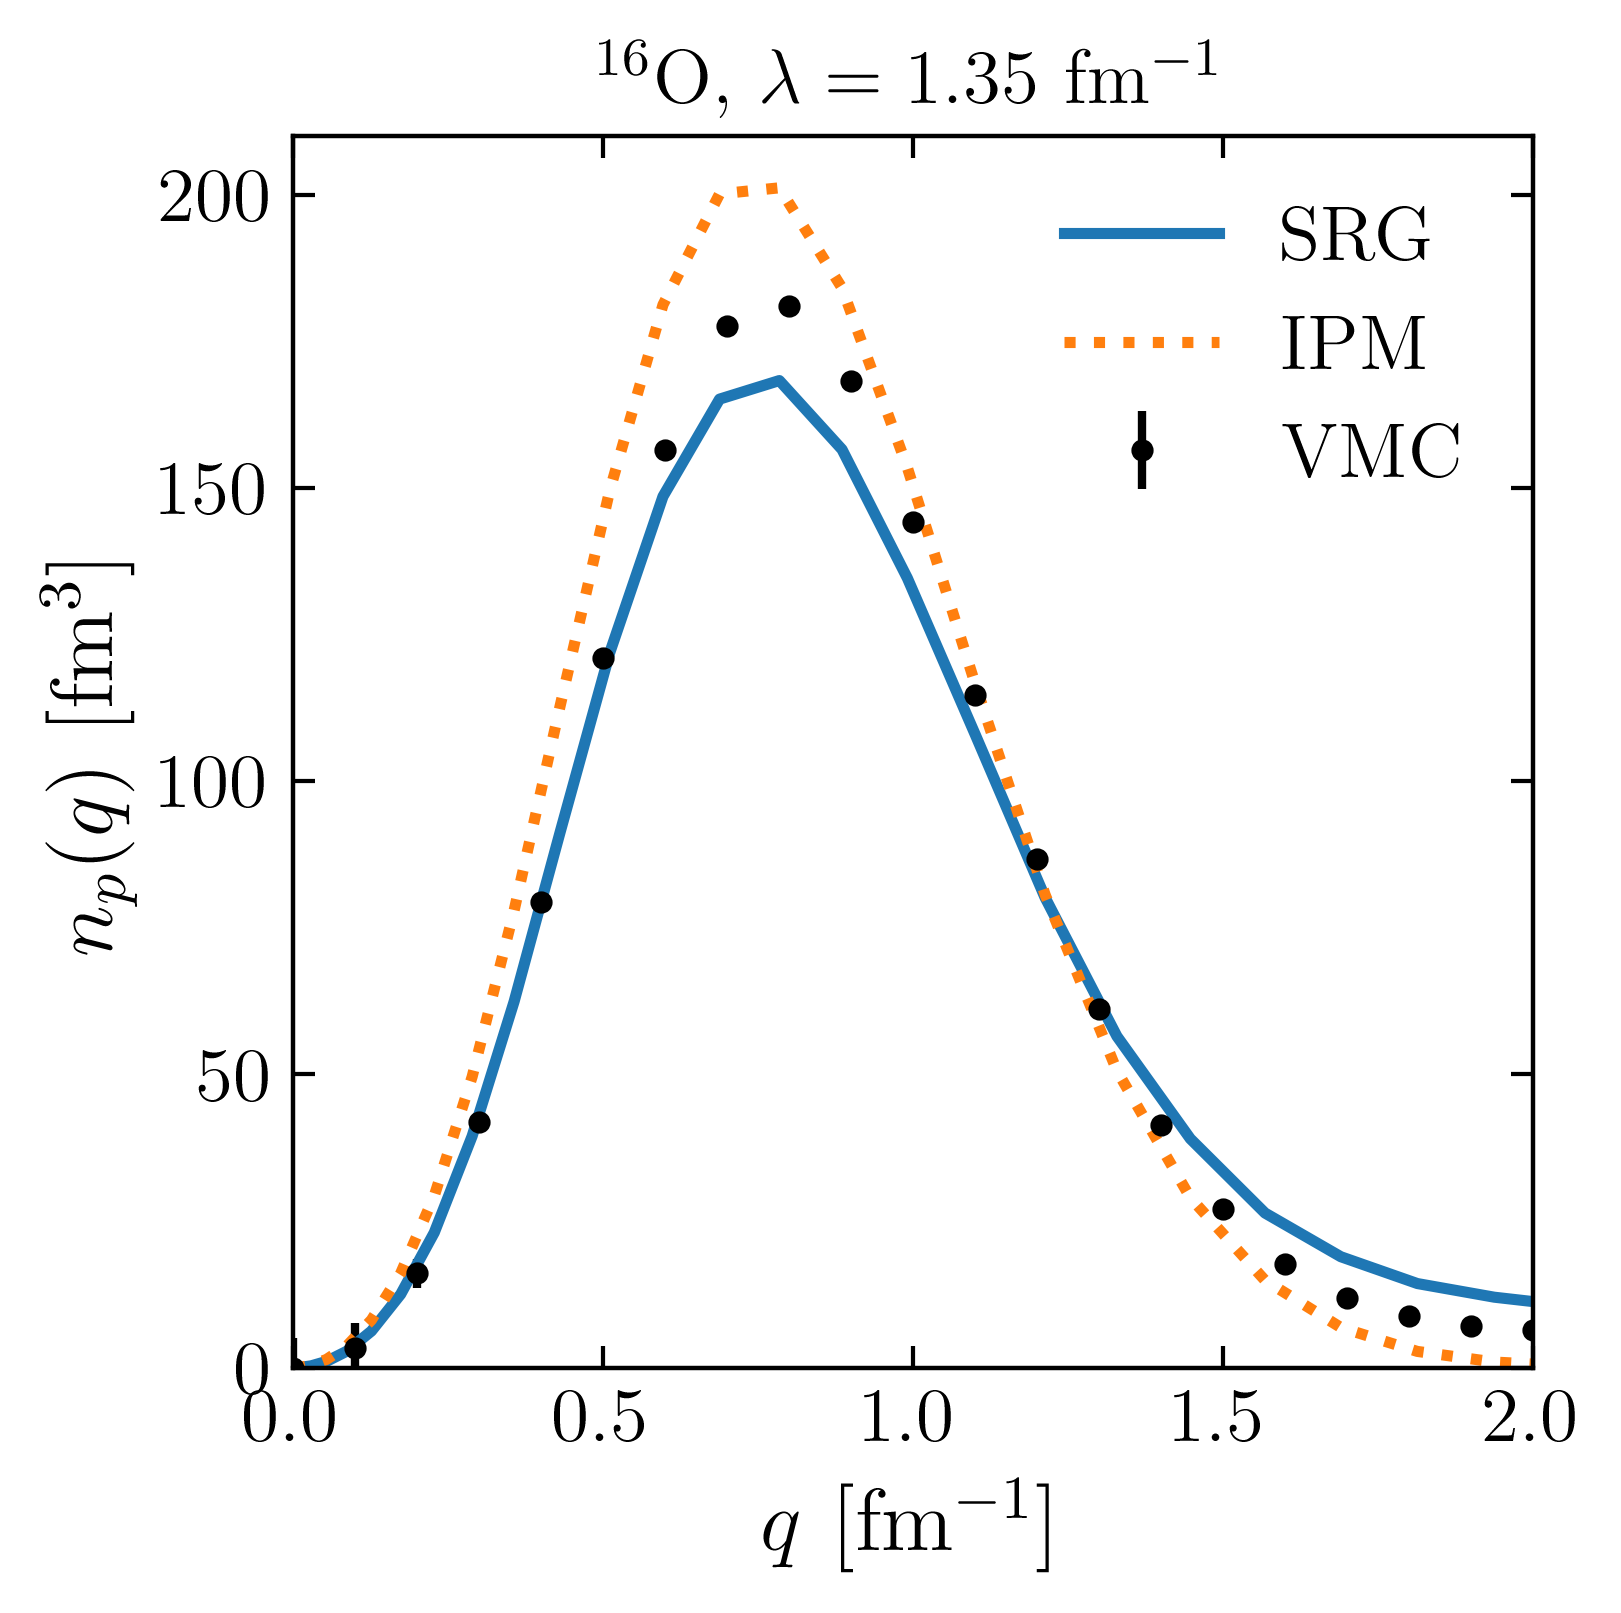 ¹⁶O, λ = 1.35 fm⁻¹
SRG
IPM
VMC
nₚ(q) [fm³]
200
150
100
50
0
0.0 0.5 1.0 1.5 2.0
q [fm⁻¹]